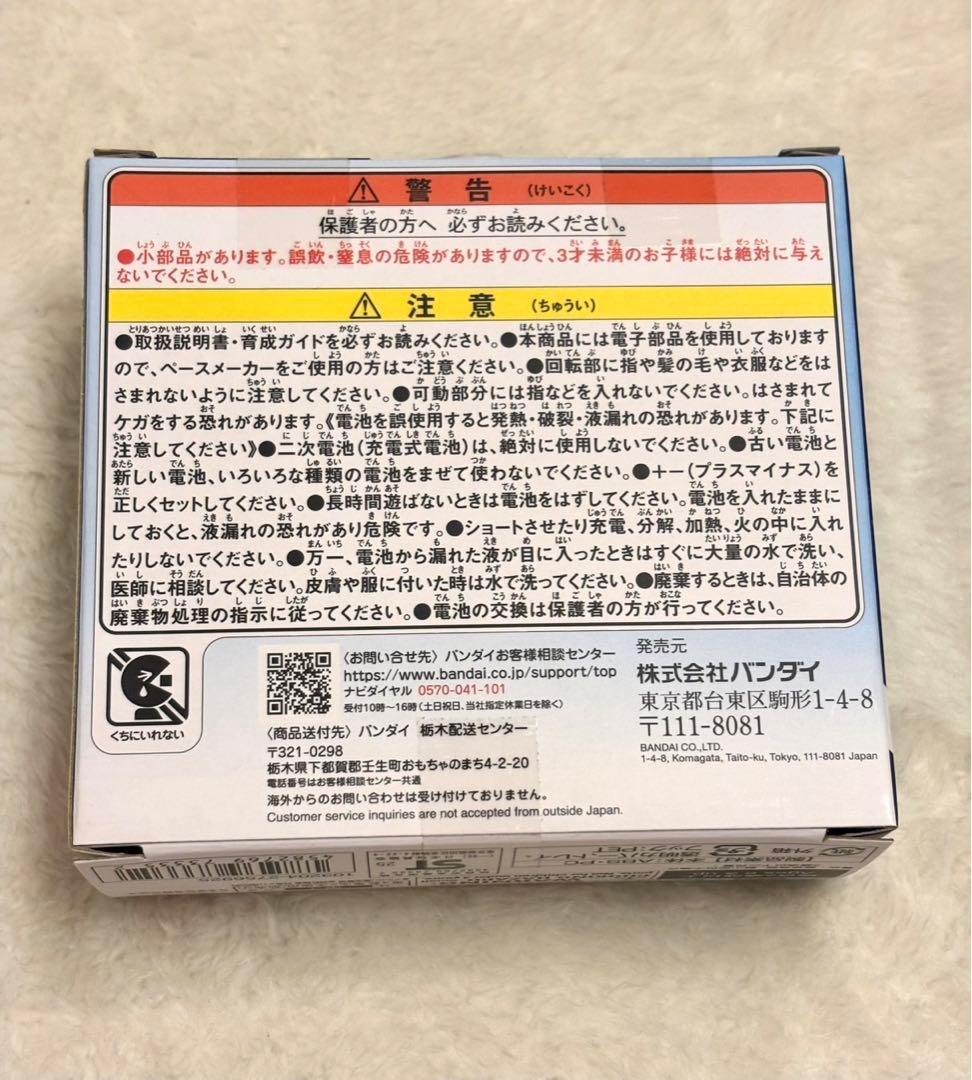 警告 (けいこく)
保護者の方へ 必ずお読みください。
●小部品があります。誤飲・窒息の危険がありますので、3才未満のお子様には絶対に与え
ないでください。
注意 (ちゅうい)
●取扱説明書・育成ガイドを必ずお読みください。●本商品には電子部品を使用しております
ので、ペースメーカーをご使用の方はご注意ください。●回転部に指や髪の毛や衣服などをは
さまれないように注意してください。●可動部分には指などを入れないでください。はさまれて
ケガをする恐れがあります。《電池を誤使用すると発熱・破裂・液漏れの恐れがあります。下記に
注意してください》●二次電池(充電式電池)は、絶対に使用しないでください。●古い電池と
新しい電池、いろいろな種類の電池をまぜて使わないでください。●+-(プラスマイナス)を
正しくセットしてください。●長時間遊ばないときは電池をはずしてください。電池を入れたままに
しておくと、液漏れの恐れがあり危険です。●ショートさせたり充電、分解、加熱、火の中に入れ
たりしないでください。●万一、電池から漏れた液が目に入ったときはすぐに大量の水で洗い、
医師に相談してください。皮膚や服に付いた時は水で洗ってください。●廃棄するときは、自治体の
廃棄物処理の指示に従ってください。●電池の交換は保護者の方が行ってください。
くちにいれない
〈お問い合せ先〉バンダイお客様相談センター
https://www.bandai.co.jp/support/top
ナビダイヤル 0570-041-101
受付10時～16時(土日祝日、当社指定休業日を除く)
〈商品送付先〉バンダイ 栃木配送センター
〒321-0298
栃木県下都賀郡壬生町おもちゃのまち4-2-20
電話番号はお客様相談センター共通
海外からのお問い合わせは受け付けておりません。
Customer service inquiries are not accepted from outside Japan.
発売元
株式会社バンダイ
東京都台東区駒形1-4-8
〒111-8081
BANDAI CO.,LTD.
1-4-8, Komagata, Taito-ku, Tokyo, 111-8081 Japan